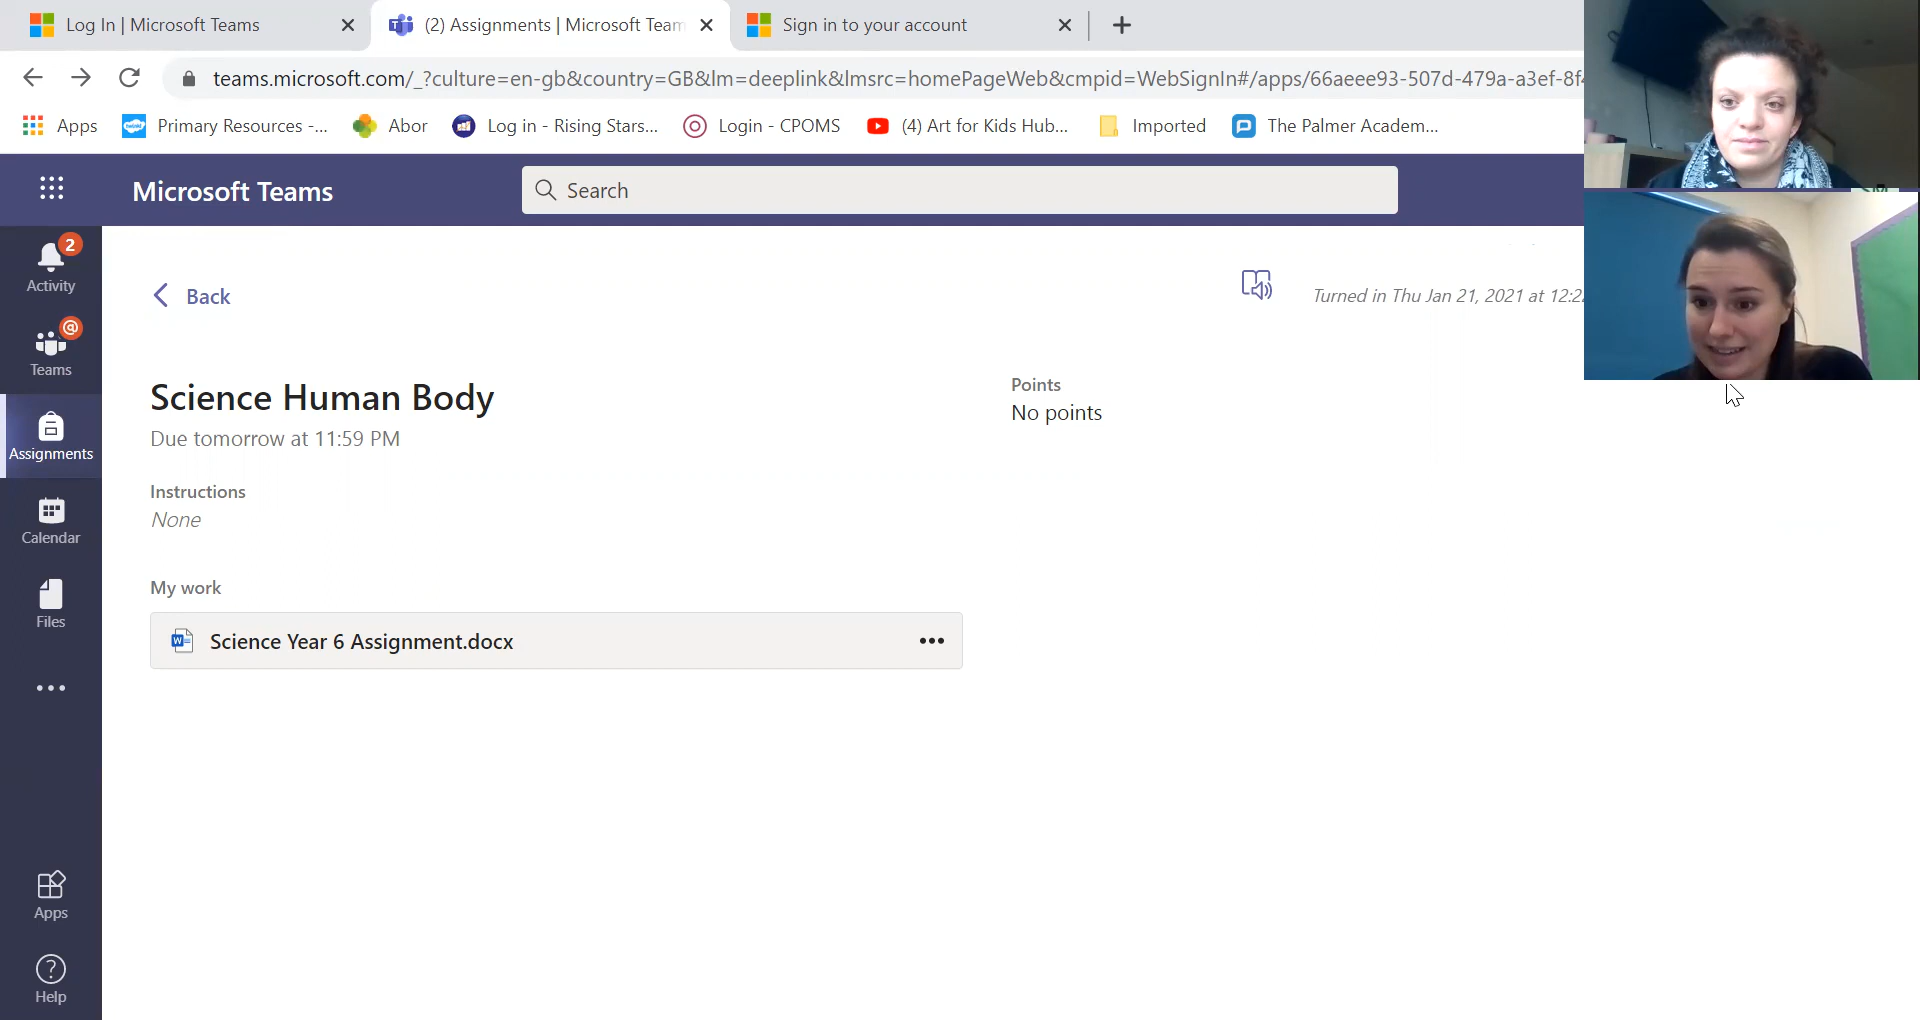 Log In | Microsoft Teams
(2) Assignments | Microsoft Team
Sign in to your account
teams.microsoft.com/_?culture=en-gb&country=GB&lm=deeplink&lmsrc=homePageWeb&cmpid=WebSignIn#/apps/66aeee93-507d-479a-a3ef-8f
Apps
Primary Resources -...
Abor
Log in - Rising Stars...
Login - CPOMS
(4) Art for Kids Hub...
Imported
The Palmer Academ...
Microsoft Teams
Search
2
Activity
@
Teams
Assignments
Calendar
Files
Apps
Help
Back
Turned in Thu Jan 21, 2021 at 12:2
Science Human Body
Due tomorrow at 11:59 PM
Points
No points
Instructions
None
My work
Science Year 6 Assignment.docx